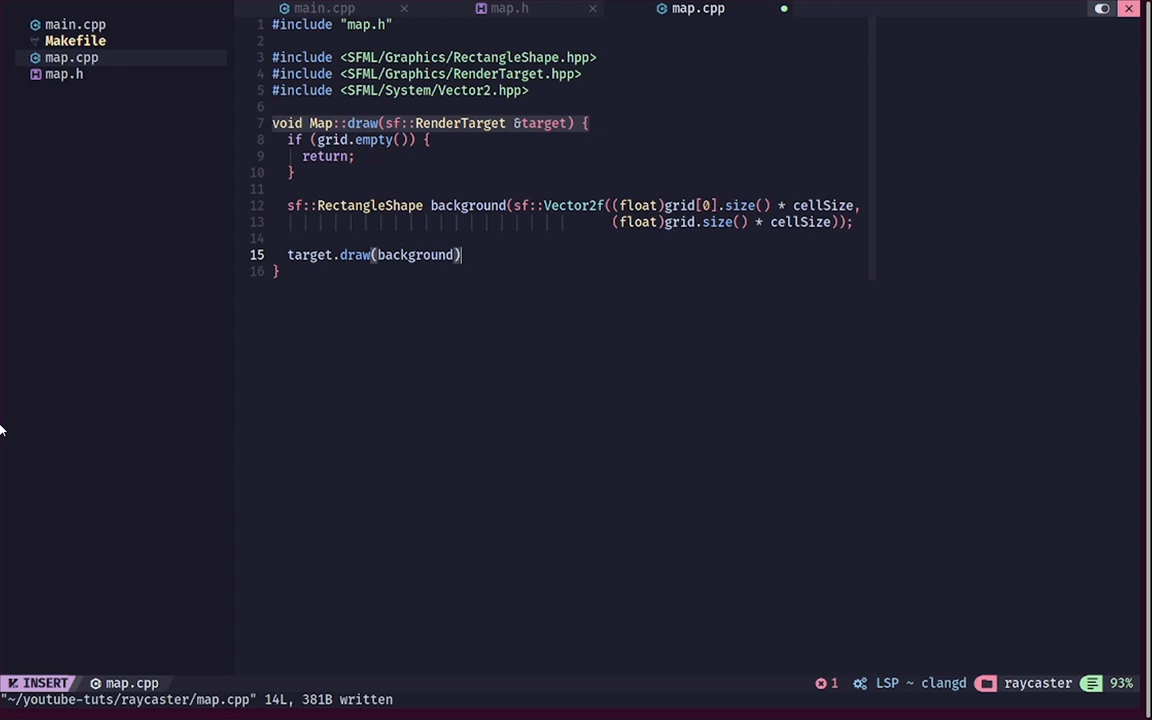 main.cpp
Makefile
map.cpp
map.h
main.cpp × map.h × map.cpp ●
1 #include "map.h"
2
3 #include <SFML/Graphics/RectangleShape.hpp>
4 #include <SFML/Graphics/RenderTarget.hpp>
5 #include <SFML/System/Vector2.hpp>
6
7 void Map::draw(sf::RenderTarget &target) {
8   if (grid.empty()) {
9     return;
10   }
11
12   sf::RectangleShape background(sf::Vector2f((float)grid[0].size() * cellSize,
13                                              (float)grid.size() * cellSize));
14
15   target.draw(background)
16 }
INSERT map.cpp 1 LSP ~ clangd raycaster 93%
"~/youtube-tuts/raycaster/map.cpp" 14L, 381B written